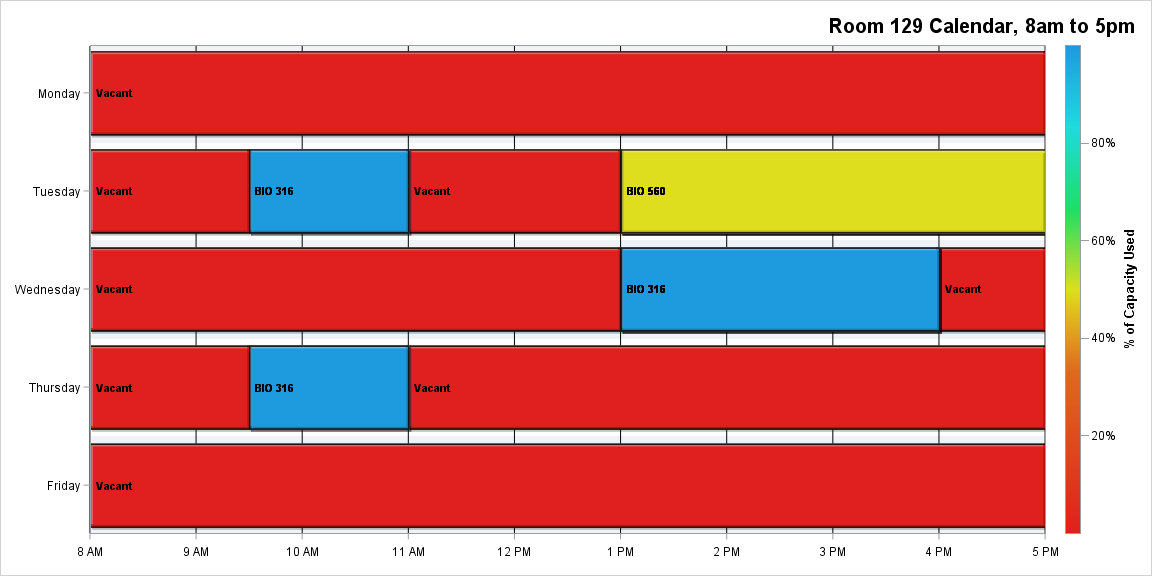 Room 129 Calendar, 8am to 5pm
Monday
Vacant
Tuesday
Vacant
BIO 316
Vacant
BIO 560
Wednesday
Vacant
BIO 316
Vacant
Thursday
Vacant
BIO 316
Vacant
Friday
Vacant
8 AM
9 AM
10 AM
11 AM
12 PM
1 PM
2 PM
3 PM
4 PM
5 PM
80%
60%
40%
20%
% of Capacity Used